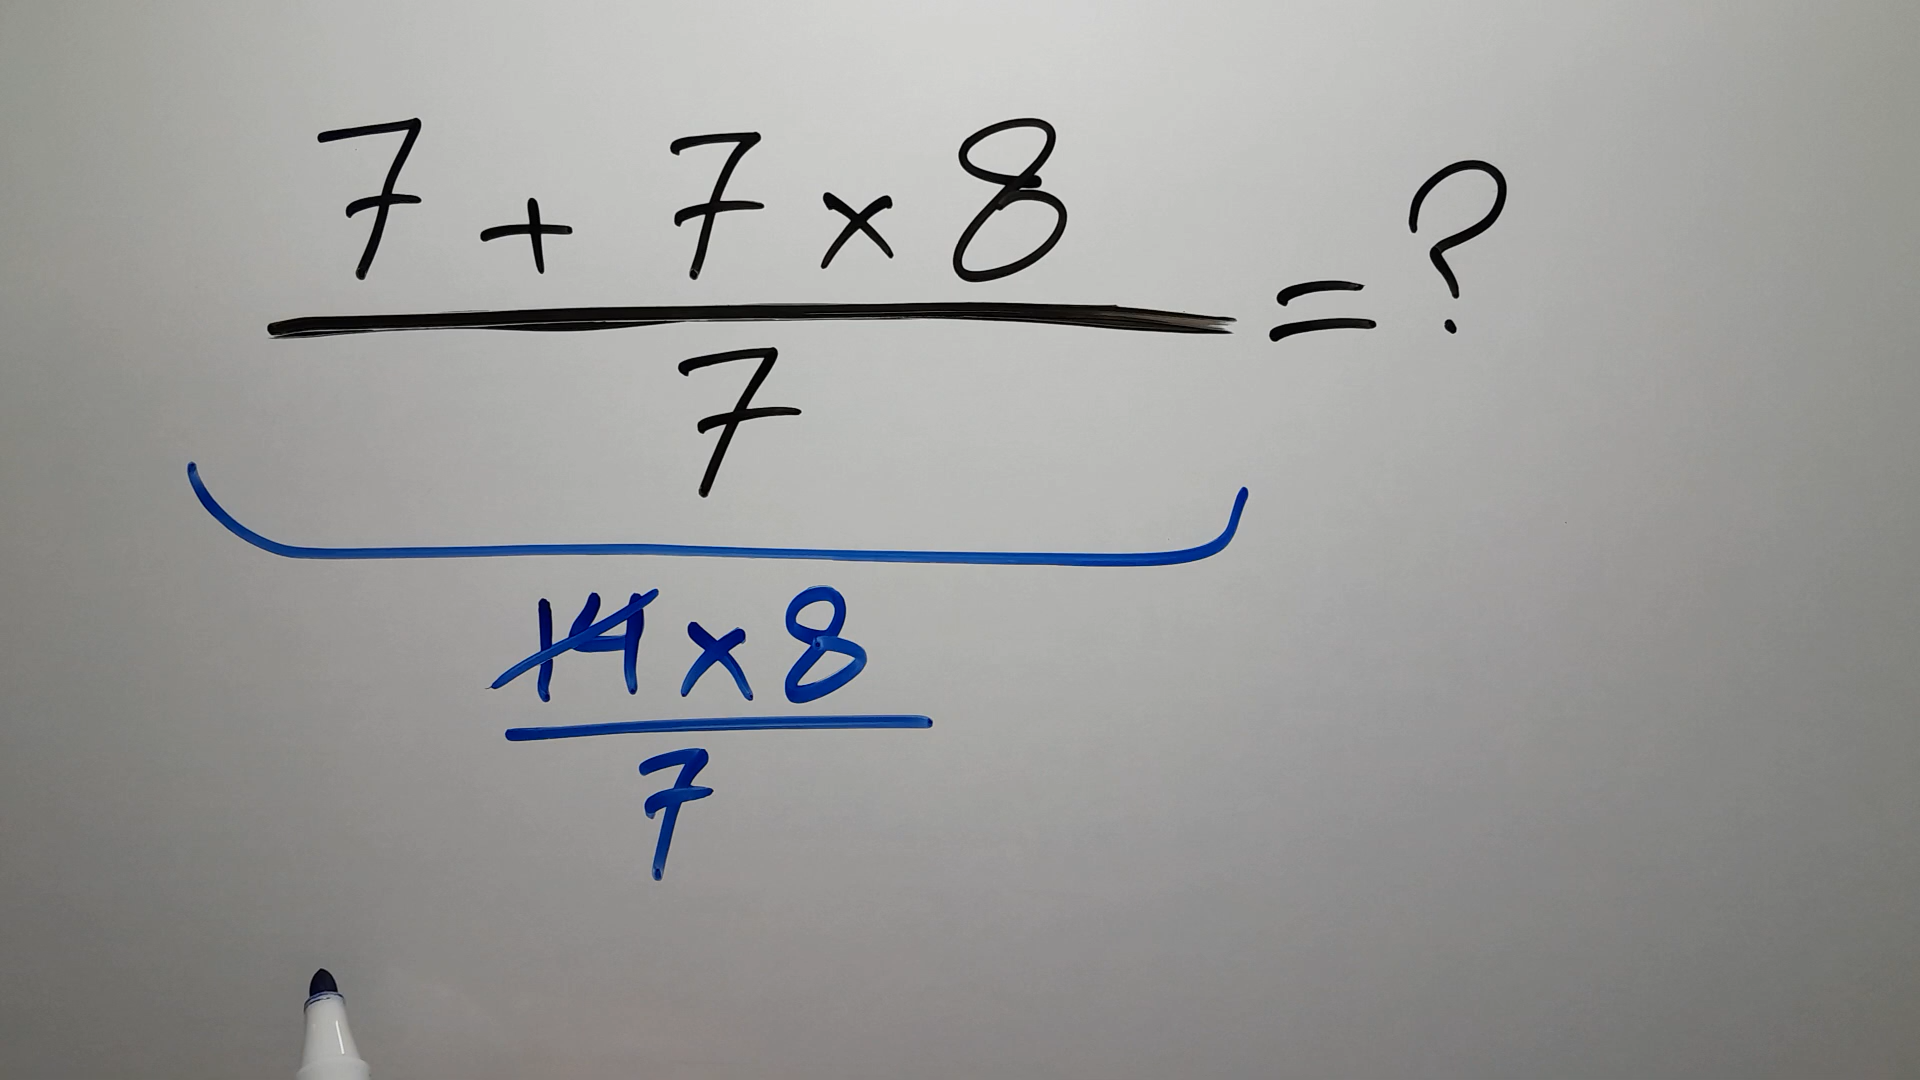 7 + 7 × 8
= ?
7
14 × 8
7